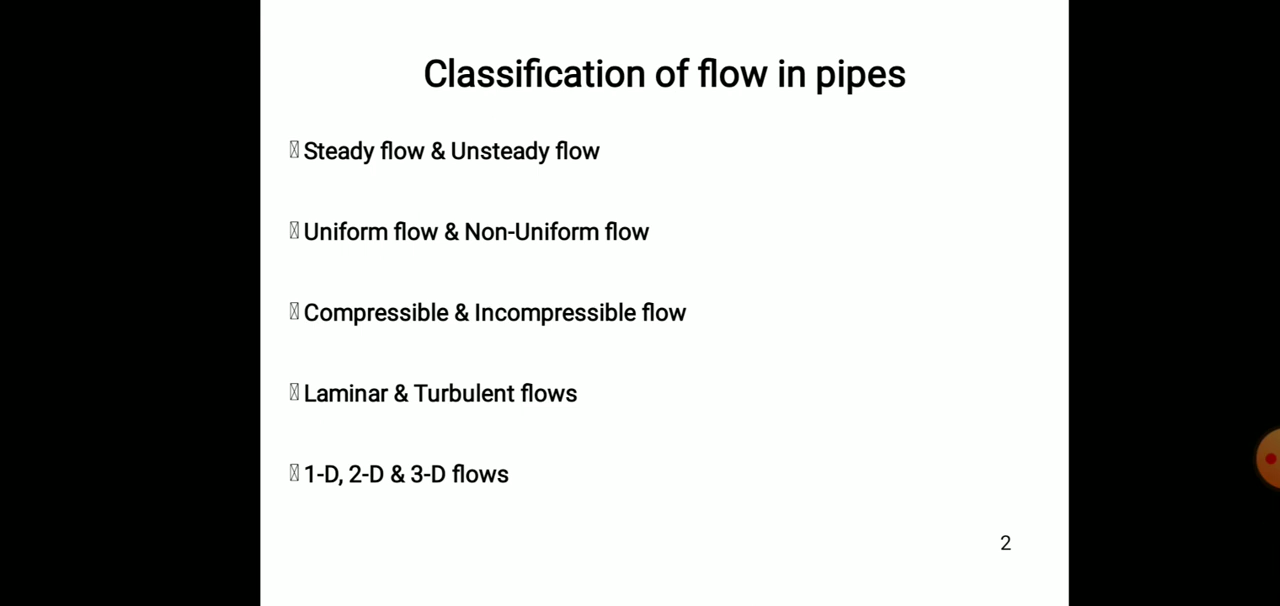 Classification of flow in pipes
Steady flow & Unsteady flow
Uniform flow & Non-Uniform flow
Compressible & Incompressible flow
Laminar & Turbulent flows
1-D, 2-D & 3-D flows
2